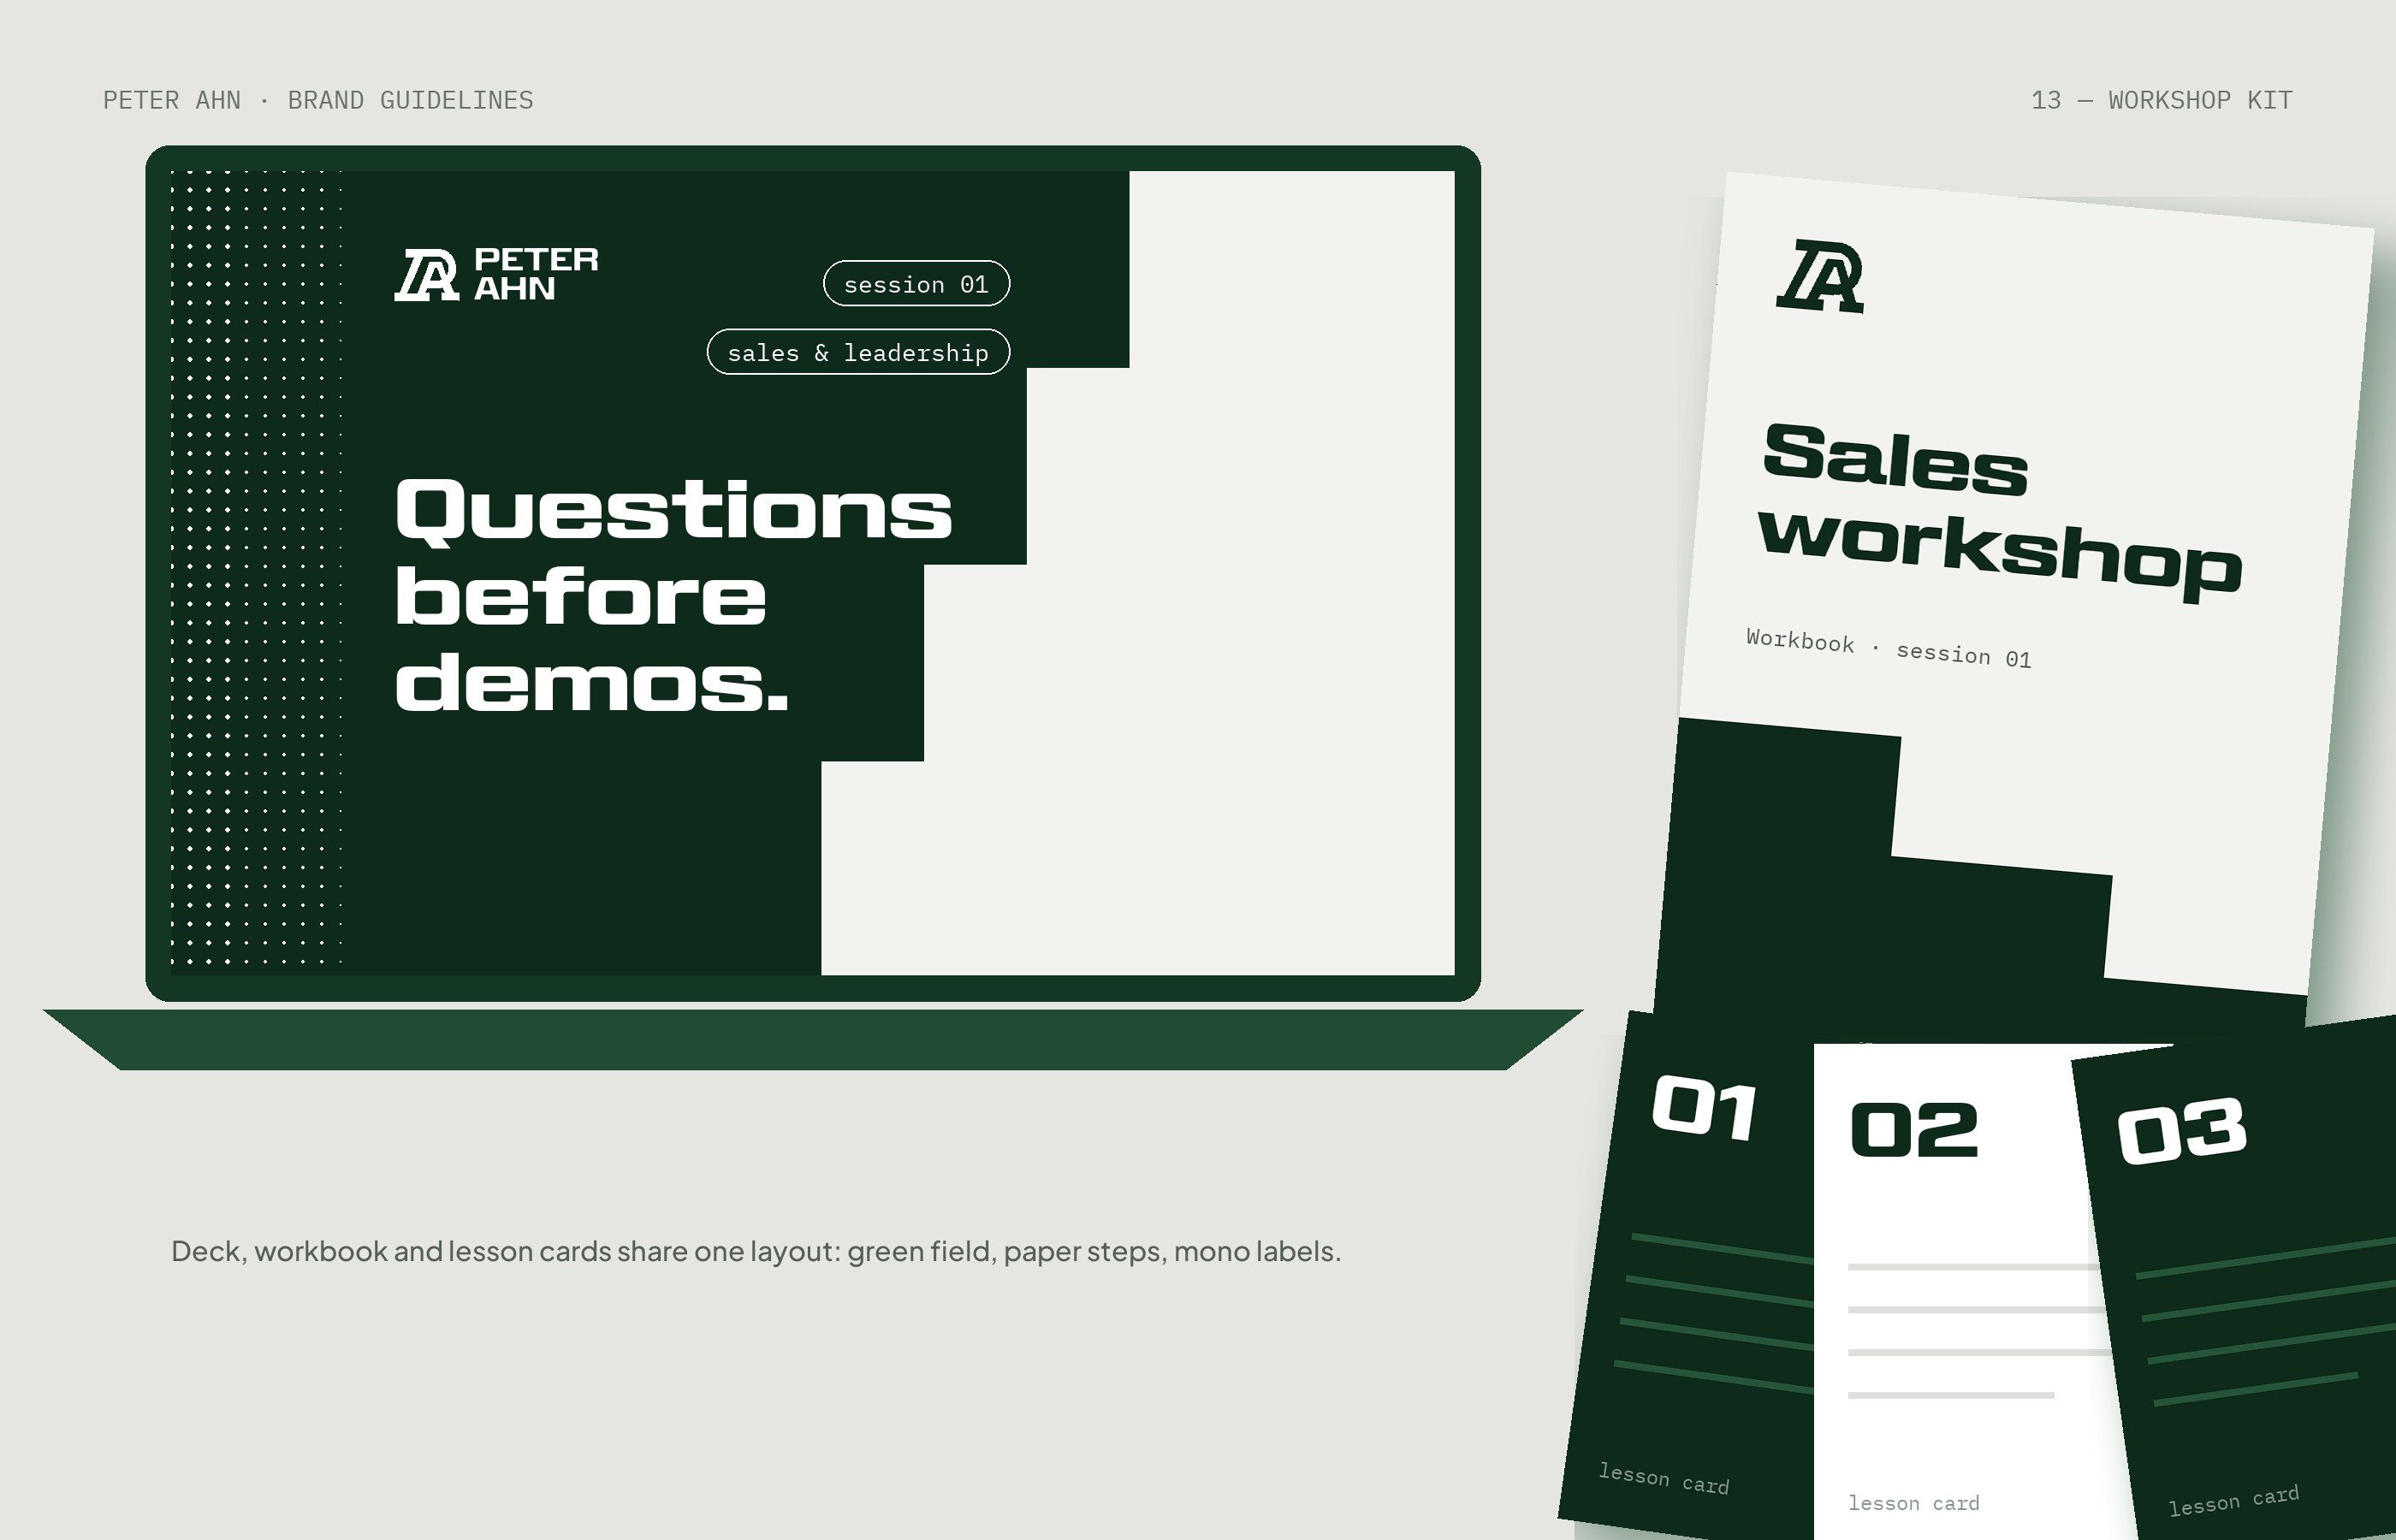 PETER AHN · BRAND GUIDELINES
13 — WORKSHOP KIT
PETER
AHN
session 01
sales & leadership
Questions
before
demos.
Sales
workshop
Workbook · session 01
01
02
03
lesson card
lesson card
lesson card
Deck, workbook and lesson cards share one layout: green field, paper steps, mono labels.